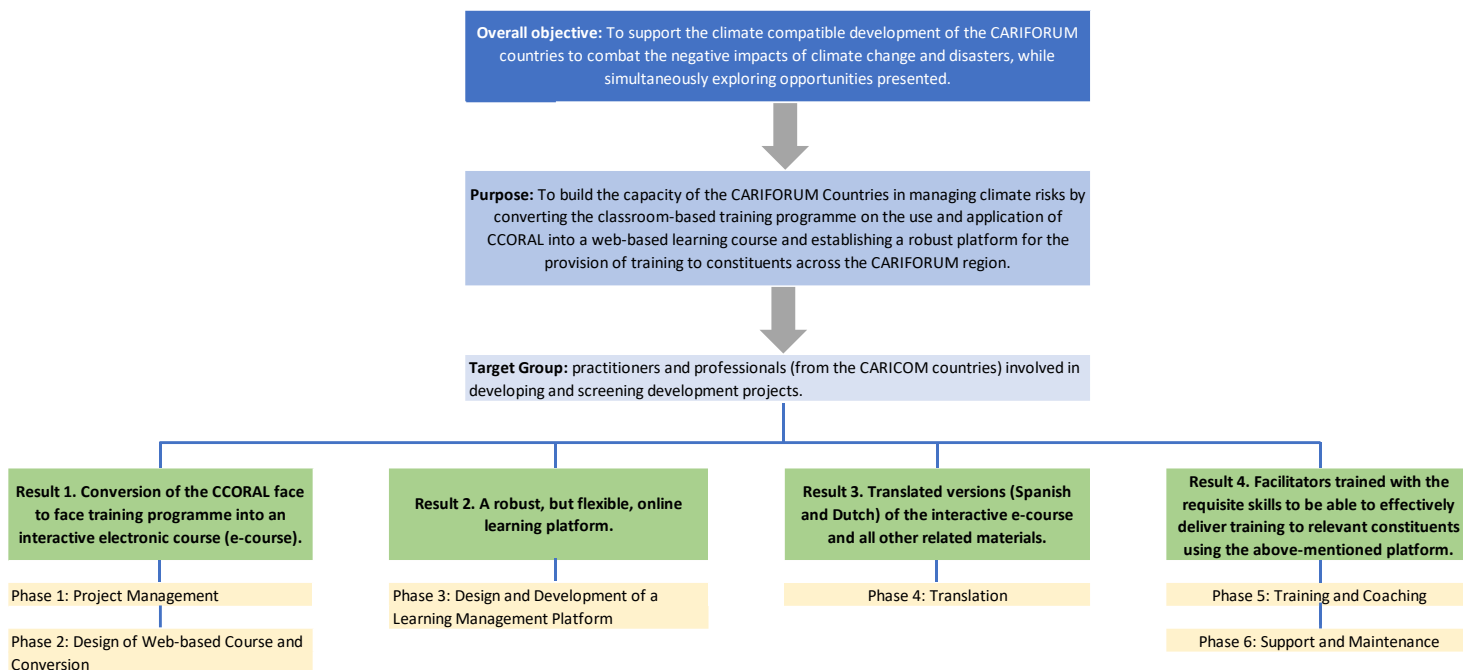 Overall objective: To support the climate compatible development of the CARIFORUM
countries to combat the negative impacts of climate change and disasters, while
simultaneously exploring opportunities presented.
Purpose: To build the capacity of the CARIFORUM Countries in managing climate risks by
converting the classroom-based training programme on the use and application of
CCORAL into a web-based learning course and establishing a robust platform for the
provision of training to constituents across the CARIFORUM region.
Target Group: practitioners and professionals (from the CARICOM countries) involved in
developing and screening development projects.
Result 1. Conversion of the CCORAL face
to face training programme into an
interactive electronic course (e-course).
Phase 1: Project Management
Phase 2: Design of Web-based Course and
Conversion
Result 2. A robust, but flexible, online
learning platform.
Phase 3: Design and Development of a
Learning Management Platform
Result 3. Translated versions (Spanish
and Dutch) of the interactive e-course
and all other related materials.
Phase 4: Translation
Result 4. Facilitators trained with the
requisite skills to be able to effectively
deliver training to relevant constituents
using the above-mentioned platform.
Phase 5: Training and Coaching
Phase 6: Support and Maintenance